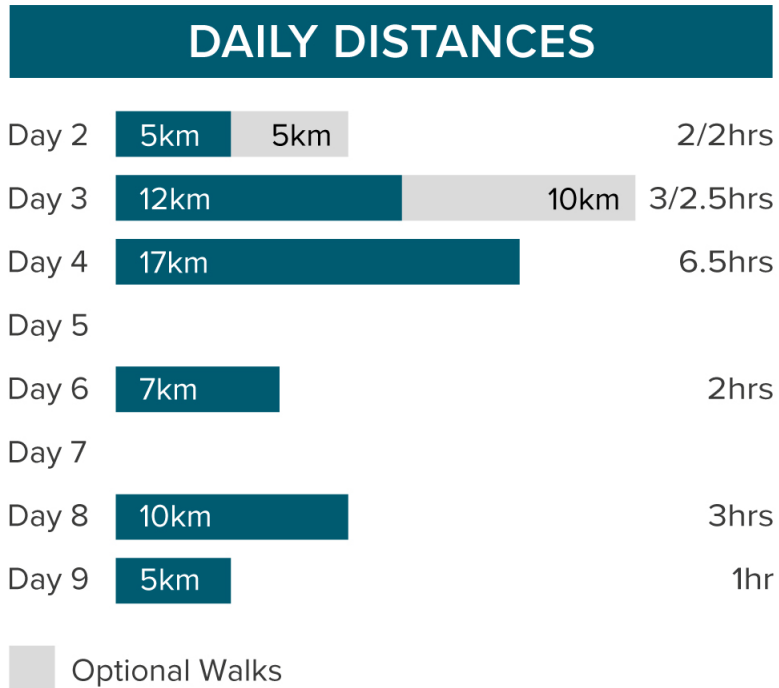 DAILY DISTANCES
Day 2 5km 5km 2/2hrs
Day 3 12km 10km 3/2.5hrs
Day 4 17km 6.5hrs
Day 5
Day 6 7km 2hrs
Day 7
Day 8 10km 3hrs
Day 9 5km 1hr
Optional Walks